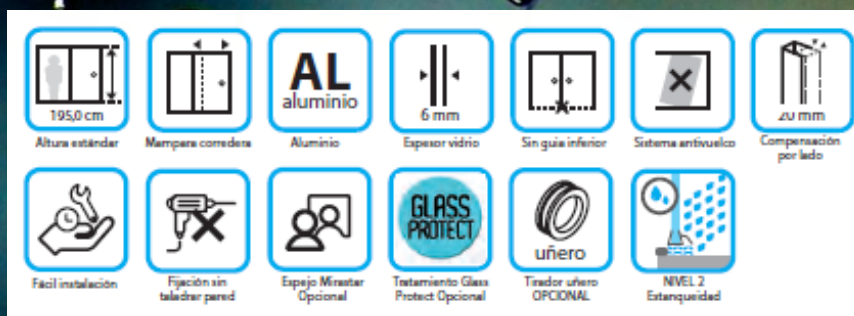 195,0 cm
AL
aluminio
6 mm
20 mm
Altura estándar
Mampara corredera
Aluminio
Espesor vidrio
Sin guia inferior
Sistema antivuelco
Compensación
por lado
GLASS
PROTECT
uñero
Fácil instalación
Fijación sin
taladrar pared
Espejo Mirastar
Opcional
Tratamiento Glass
Protect Opcional
Tirador uñero
OPCIONAL
NIVEL 2
Estanqueidad